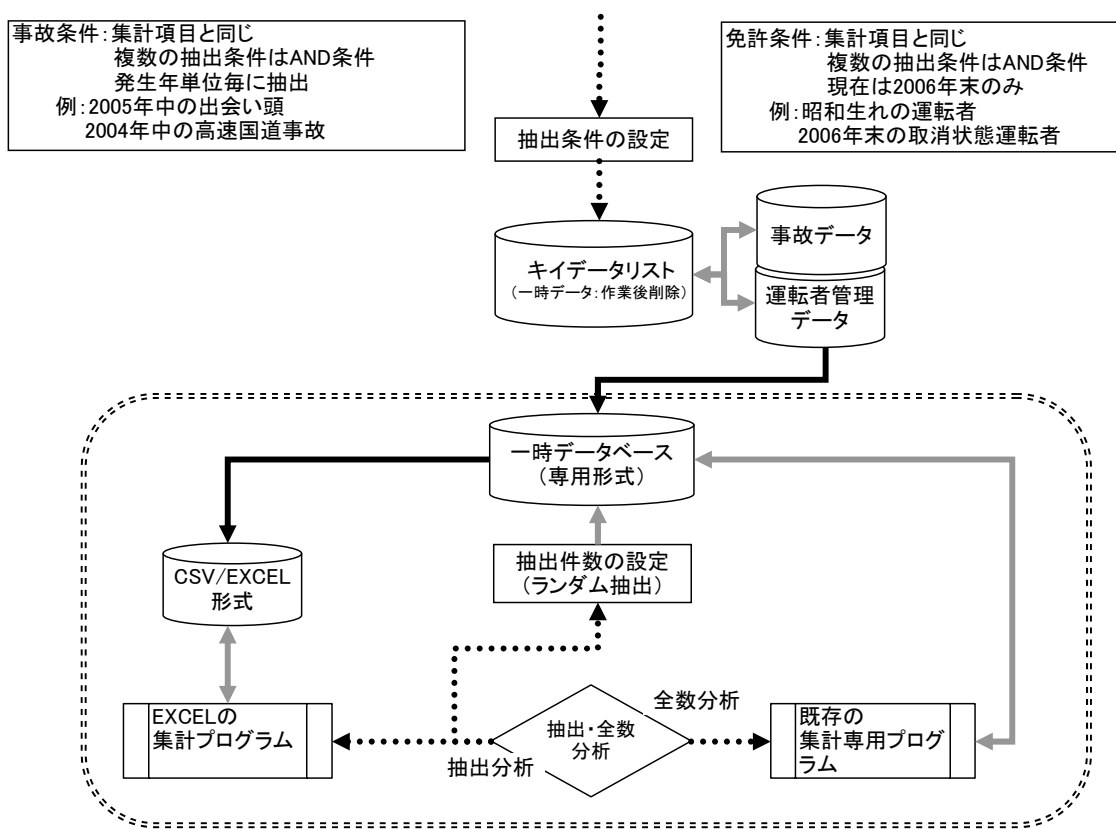 事故条件:集計項目と同じ
複数の抽出条件はAND条件
発生年単位毎に抽出
例:2005年中の出会い頭
2004年中の高速国道事故
免許条件:集計項目と同じ
複数の抽出条件はAND条件
現在は2006年末のみ
例:昭和生れの運転者
2006年末の取消状態運転者
抽出条件の設定
キイデータリスト
(一時データ:作業後削除)
事故データ
運転者管理
データ
一時データベース
(専用形式)
CSV/EXCEL
形式
抽出件数の設定
(ランダム抽出)
EXCELの
集計プログラム
抽出分析
抽出・全数
分析
全数分析
既存の
集計専用プログ
ラム